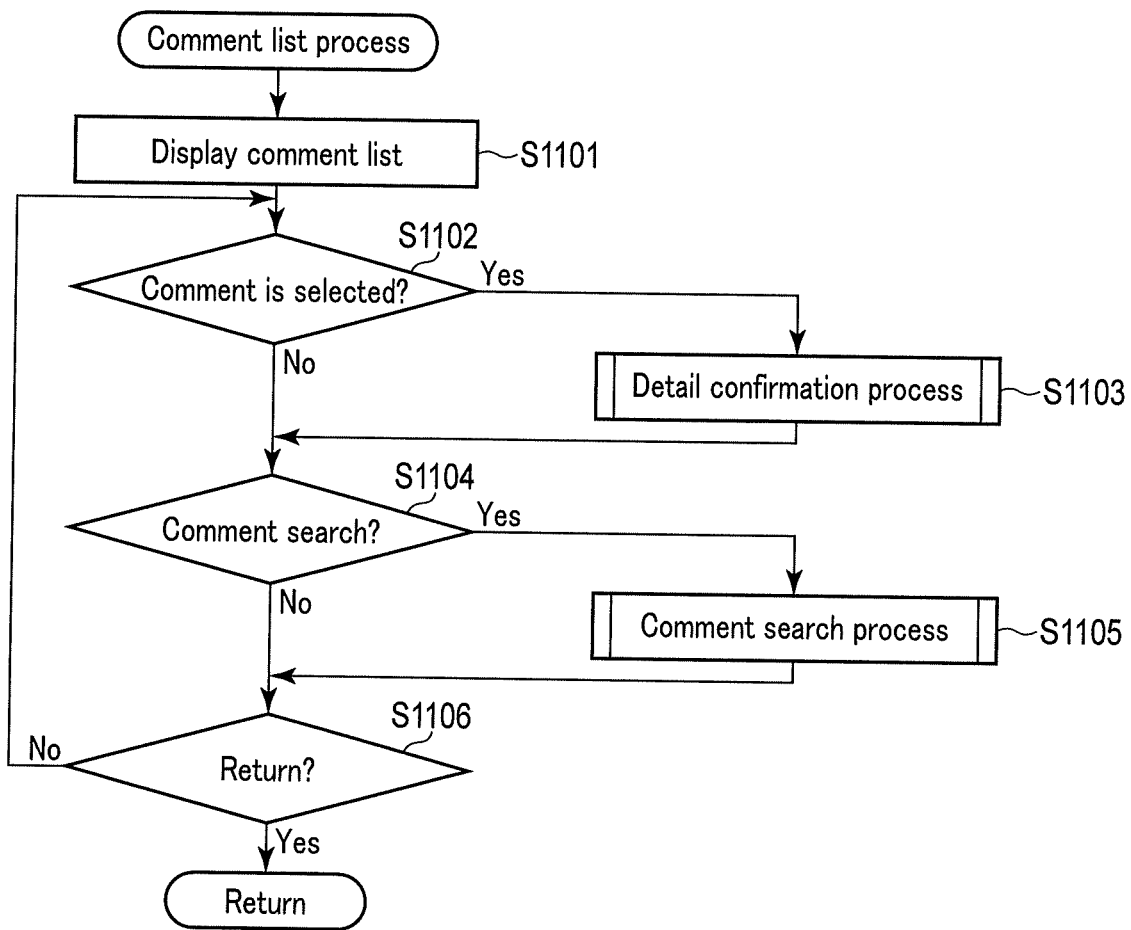 Comment list process
Display comment list
S1101
S1102
Comment is selected?
Yes
No
Detail confirmation process
S1103
S1104
Comment search?
Yes
No
Comment search process
S1105
S1106
Return?
No
Yes
Return